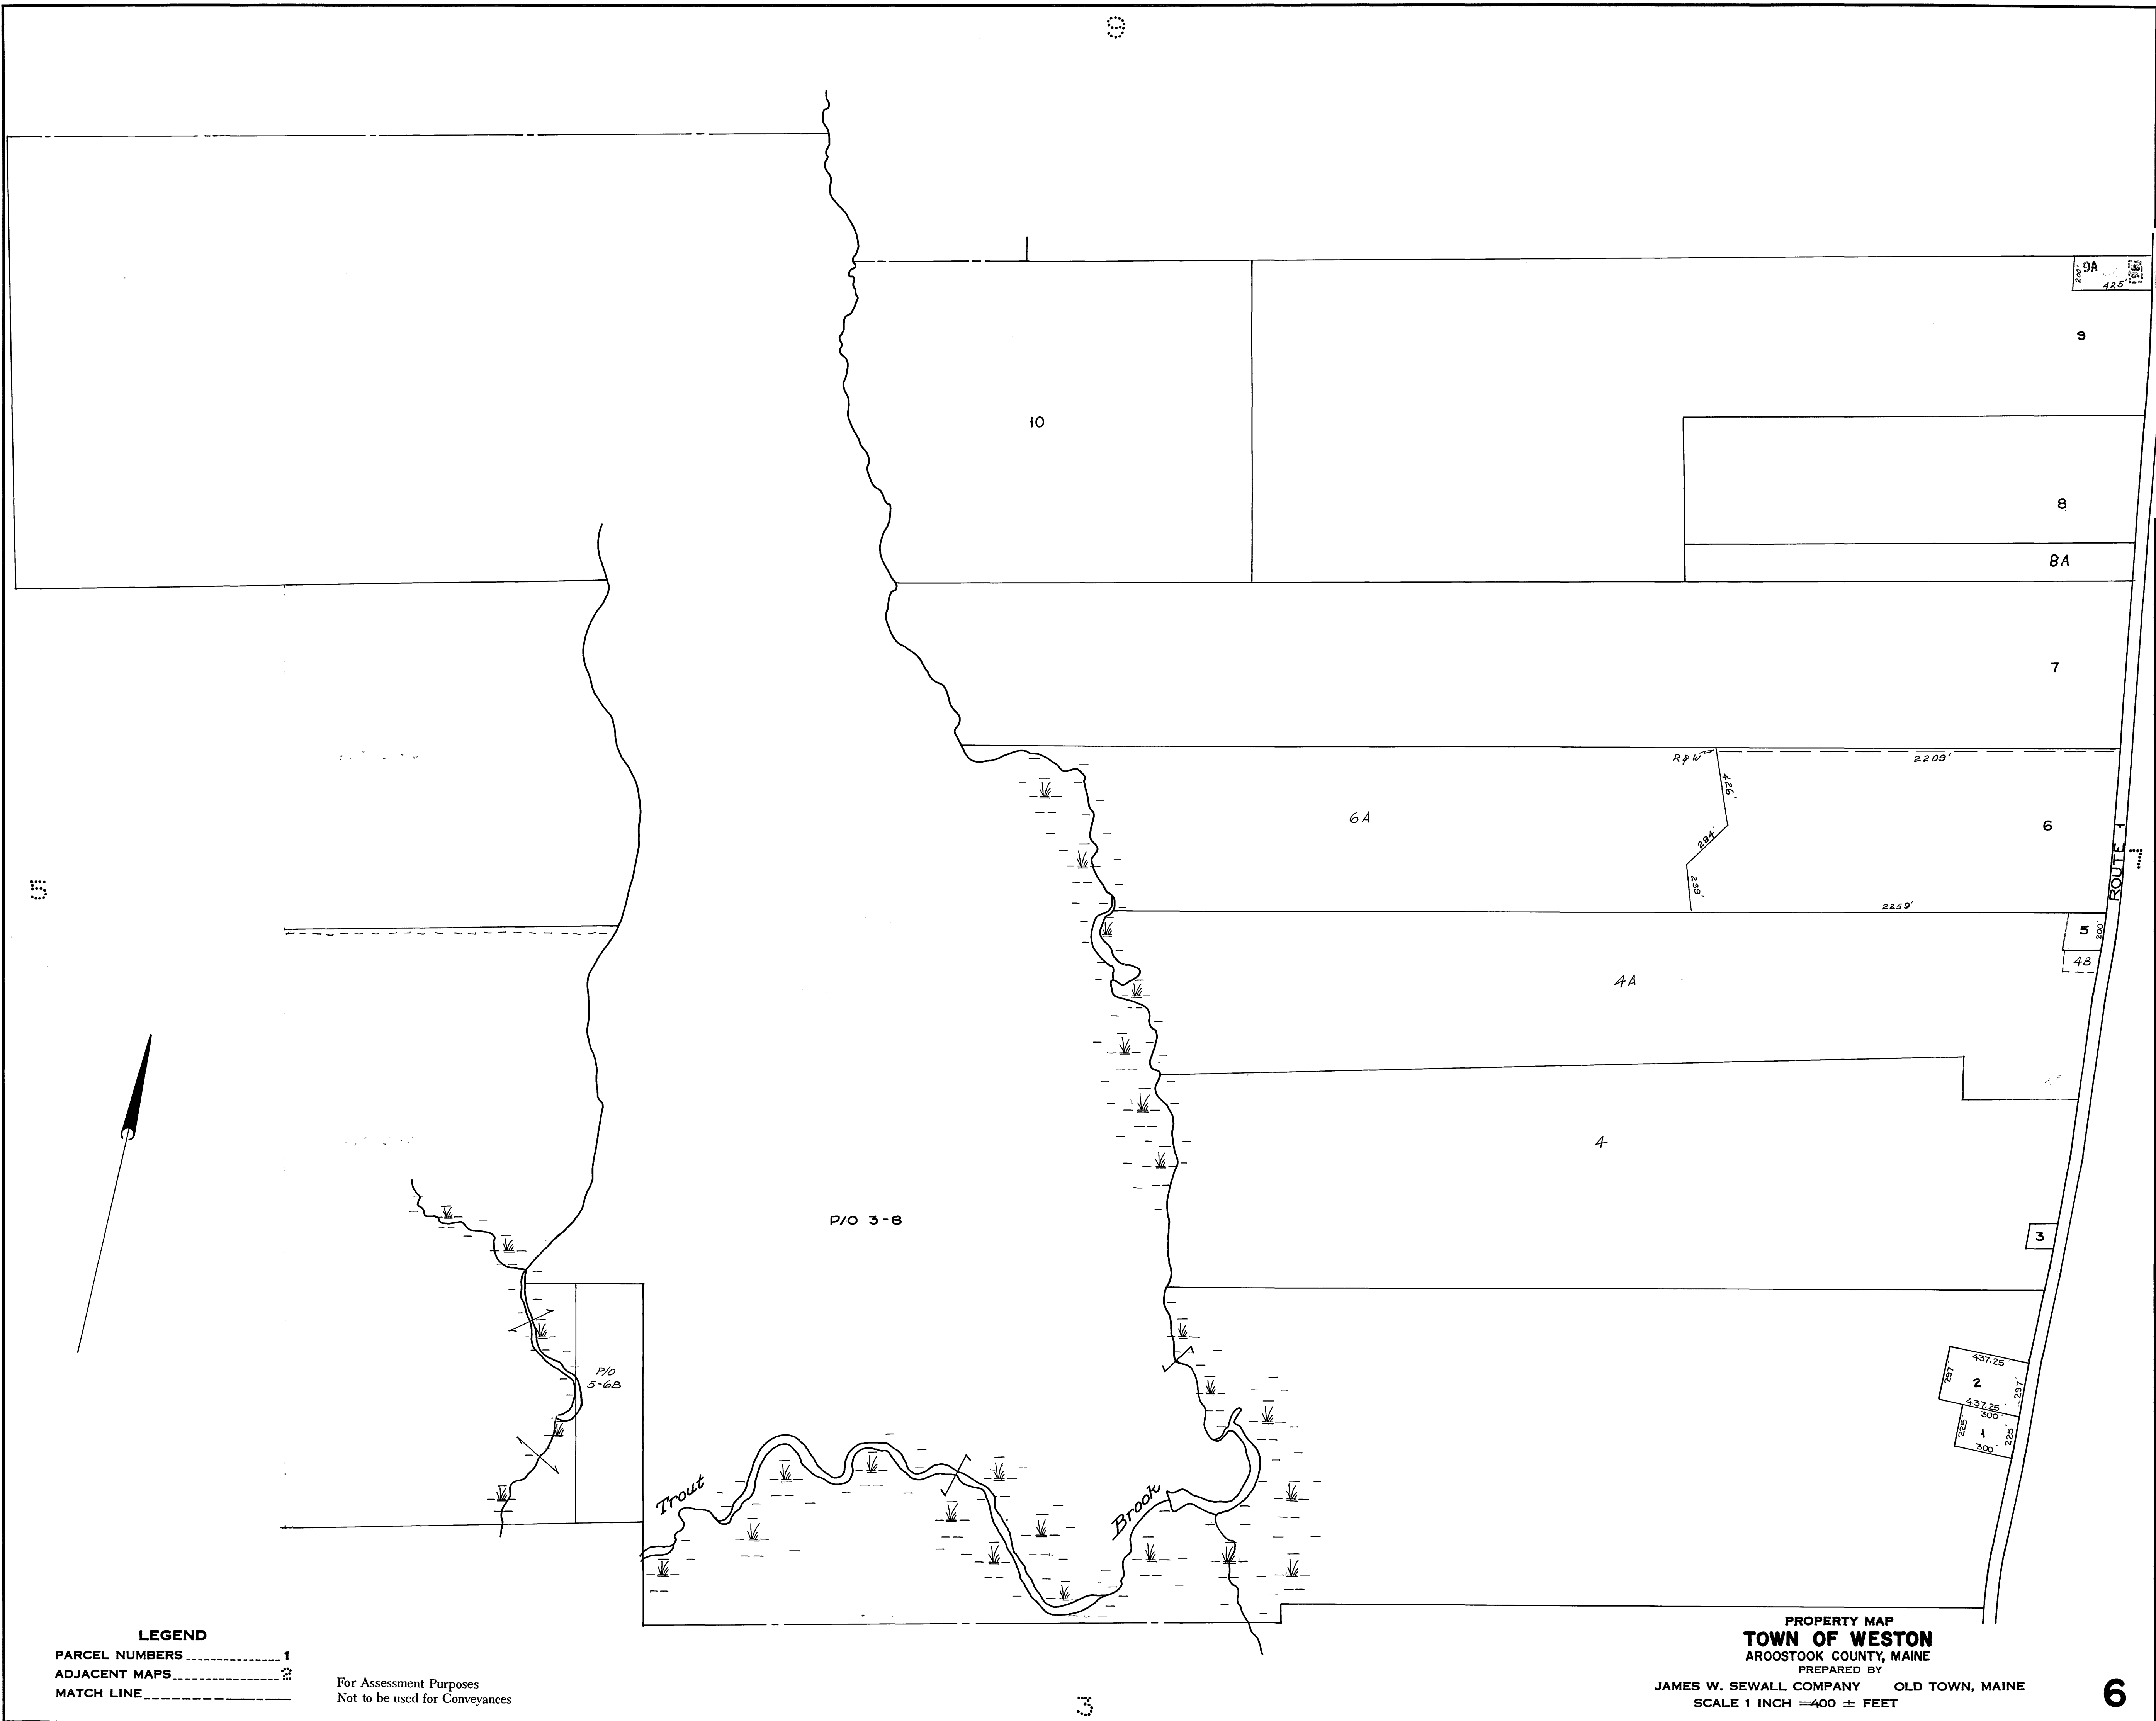 9
9A
200'
425'
9
10
8
8A
7
R⌀W
2209'
426'
6A
6
294'
239'
ROUTE 1
7
5
2259'
5
200'
4B
4A
4
P/O 3-8
3
437.25'
297'
2
297'
437.25'
300'
225'
1
225'
300'
P/O
5-6B
Trout
Brook
LEGEND
PARCEL NUMBERS 1
ADJACENT MAPS 2
MATCH LINE
For Assessment Purposes
Not to be used for Conveyances
3
PROPERTY MAP
TOWN OF WESTON
AROOSTOOK COUNTY, MAINE
PREPARED BY
JAMES W. SEWALL COMPANY OLD TOWN, MAINE
SCALE 1 INCH = 400 ± FEET
6